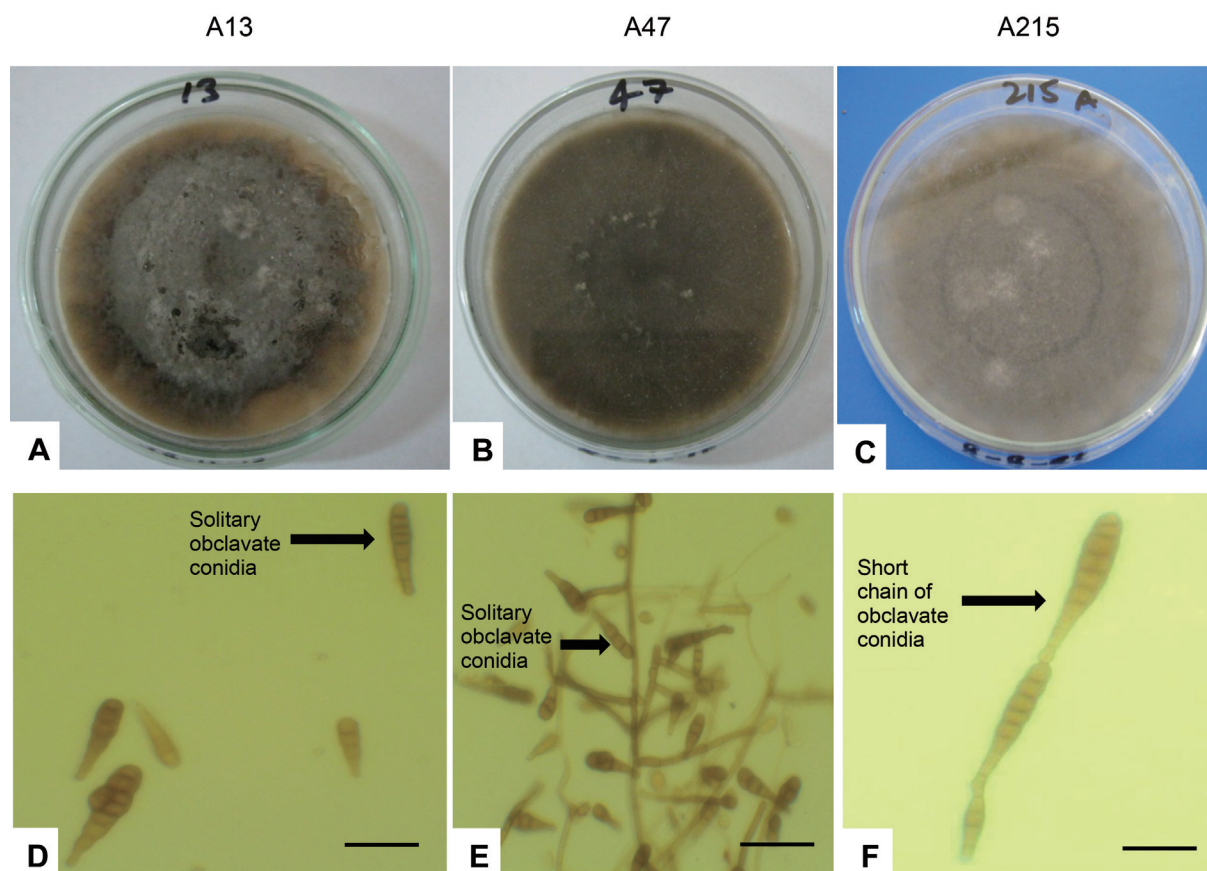 A13
A47
A215
13
47
215 A
A
B
C
Solitary
obclavate
conidia
Solitary
obclavate
conidia
Short
chain of
obclavate
conidia
D
E
F